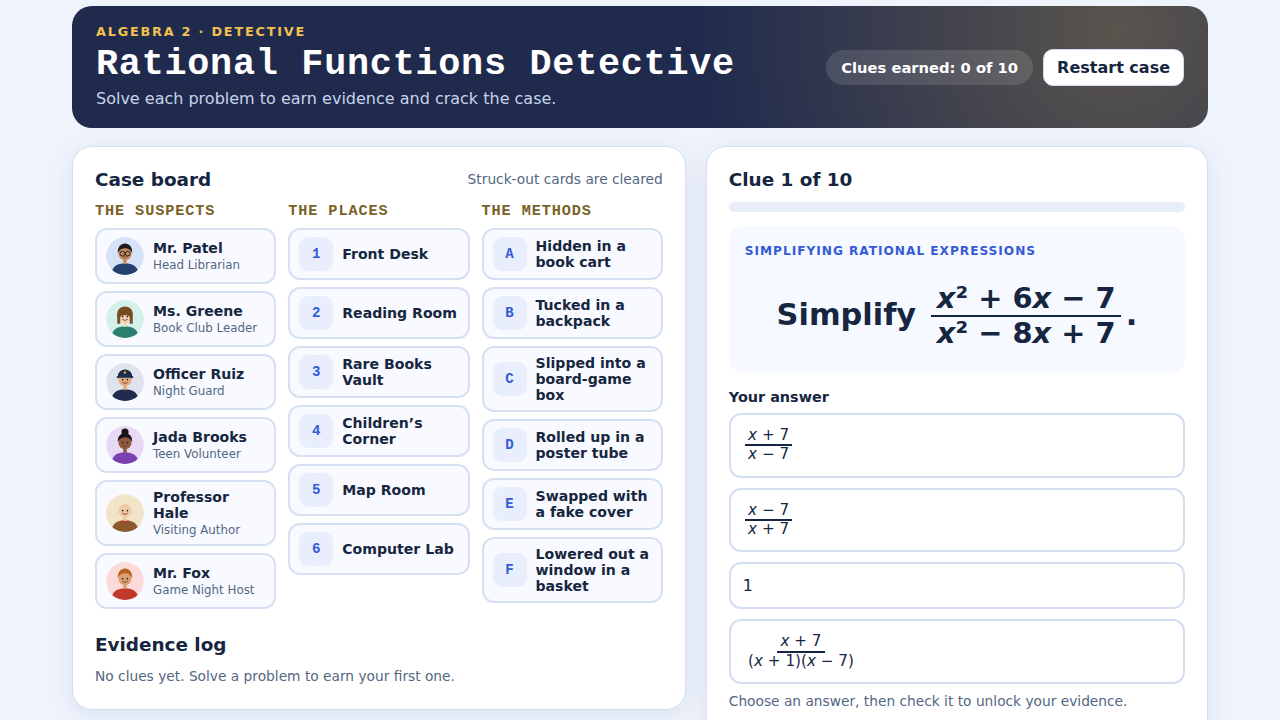 ALGEBRA 2 · DETECTIVE
Rational Functions Detective
Solve each problem to earn evidence and crack the case.
Clues earned: 0 of 10
Restart case
Case board
Struck-out cards are cleared
THE SUSPECTS
Mr. Patel
Head Librarian
Ms. Greene
Book Club Leader
Officer Ruiz
Night Guard
Jada Brooks
Teen Volunteer
Professor
Hale
Visiting Author
Mr. Fox
Game Night Host
THE PLACES
1 Front Desk
2 Reading Room
3 Rare Books
Vault
4 Children’s
Corner
5 Map Room
6 Computer Lab
THE METHODS
A Hidden in a
book cart
B Tucked in a
backpack
C Slipped into a
board-game
box
D Rolled up in a
poster tube
E Swapped with
a fake cover
F Lowered out a
window in a
basket
Evidence log
No clues yet. Solve a problem to earn your first one.
Clue 1 of 10
SIMPLIFYING RATIONAL EXPRESSIONS
Simplify
x² + 6x − 7
x² − 8x + 7
.
Your answer
x + 7
x − 7
x − 7
x + 7
1
x + 7
(x + 1)(x − 7)
Choose an answer, then check it to unlock your evidence.